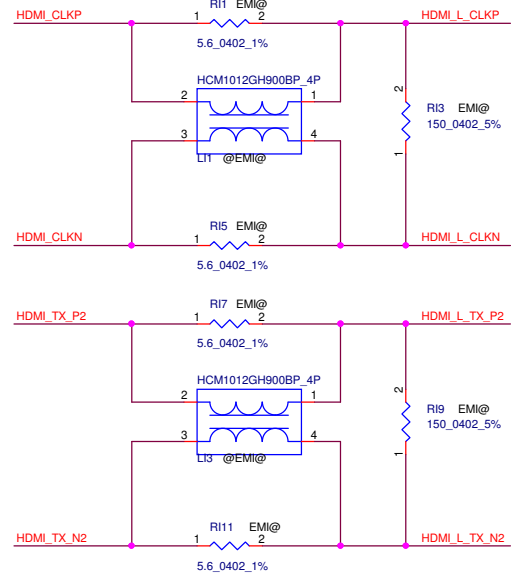 RI1 EMI@
HDMI_CLKP 1 2 HDMI_L_CLKP
5.6_0402_1%
HCM1012GH900BP_4P
2 1
2
RI3 EMI@
150_0402_5%
3 4
1
LI1 @EMI@
RI5 EMI@
HDMI_CLKN 1 2 HDMI_L_CLKN
5.6_0402_1%
RI7 EMI@
HDMI_TX_P2 1 2 HDMI_L_TX_P2
5.6_0402_1%
HCM1012GH900BP_4P
2 1
2
RI9 EMI@
150_0402_5%
3 4
1
LI3 @EMI@
RI11 EMI@
HDMI_TX_N2 1 2 HDMI_L_TX_N2
5.6_0402_1%